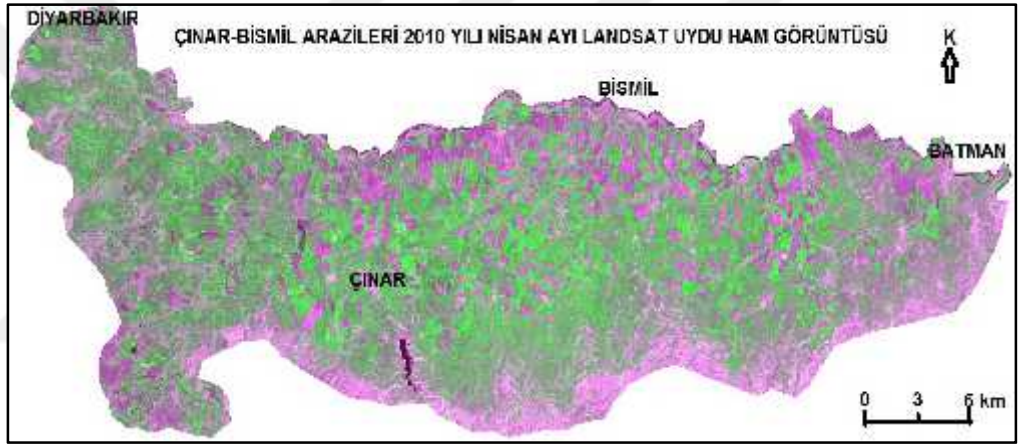 DİYARBAKIR
ÇINAR-BİSMİL ARAZİLERİ 2010 YILI NİSAN AYI LANDSAT UYDU HAM GÖRÜNTÜSÜ
K
BİSMİL
BATMAN
ÇINAR
0 3 6 km